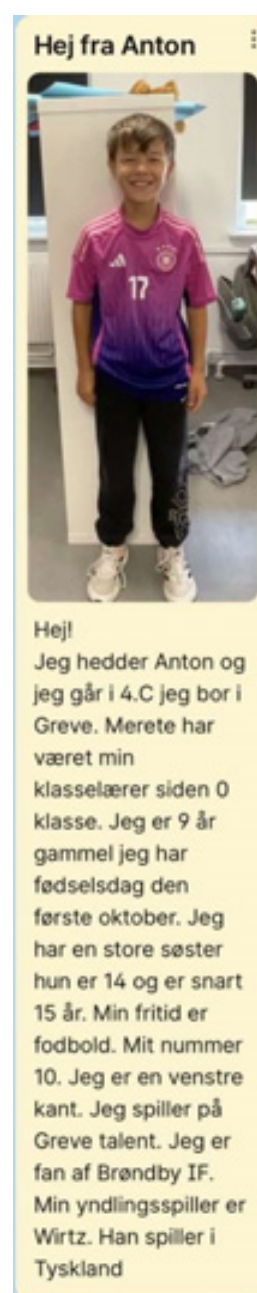 Hej fra Anton
17
Hej!
Jeg hedder Anton og
jeg går i 4.C jeg bor i
Greve. Merete har
været min
klasselærer siden 0
klasse. Jeg er 9 år
gammel jeg har
fødselsdag den
første oktober. Jeg
har en store søster
hun er 14 og er snart
15 år. Min fritid er
fodbold. Mit nummer
10. Jeg er en venstre
kant. Jeg spiller på
Greve talent. Jeg er
fan af Brøndby IF.
Min yndlingsspiller er
Wirtz. Han spiller i
Tyskland